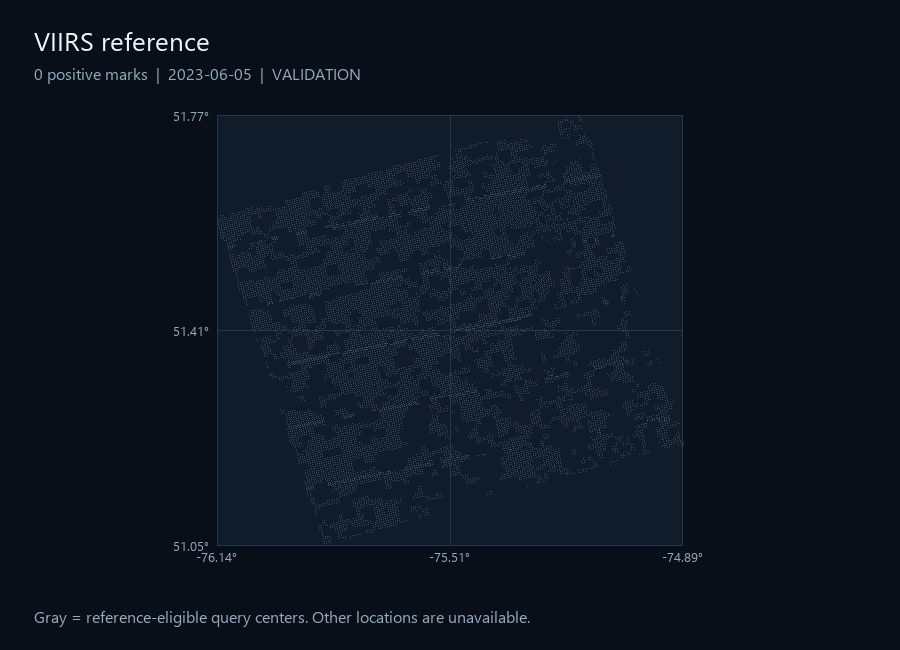 VIIRS reference
0 positive marks | 2023-06-05 | VALIDATION
51.77°
51.41°
51.05°
-76.14°
-75.51°
-74.89°
Gray = reference-eligible query centers. Other locations are unavailable.